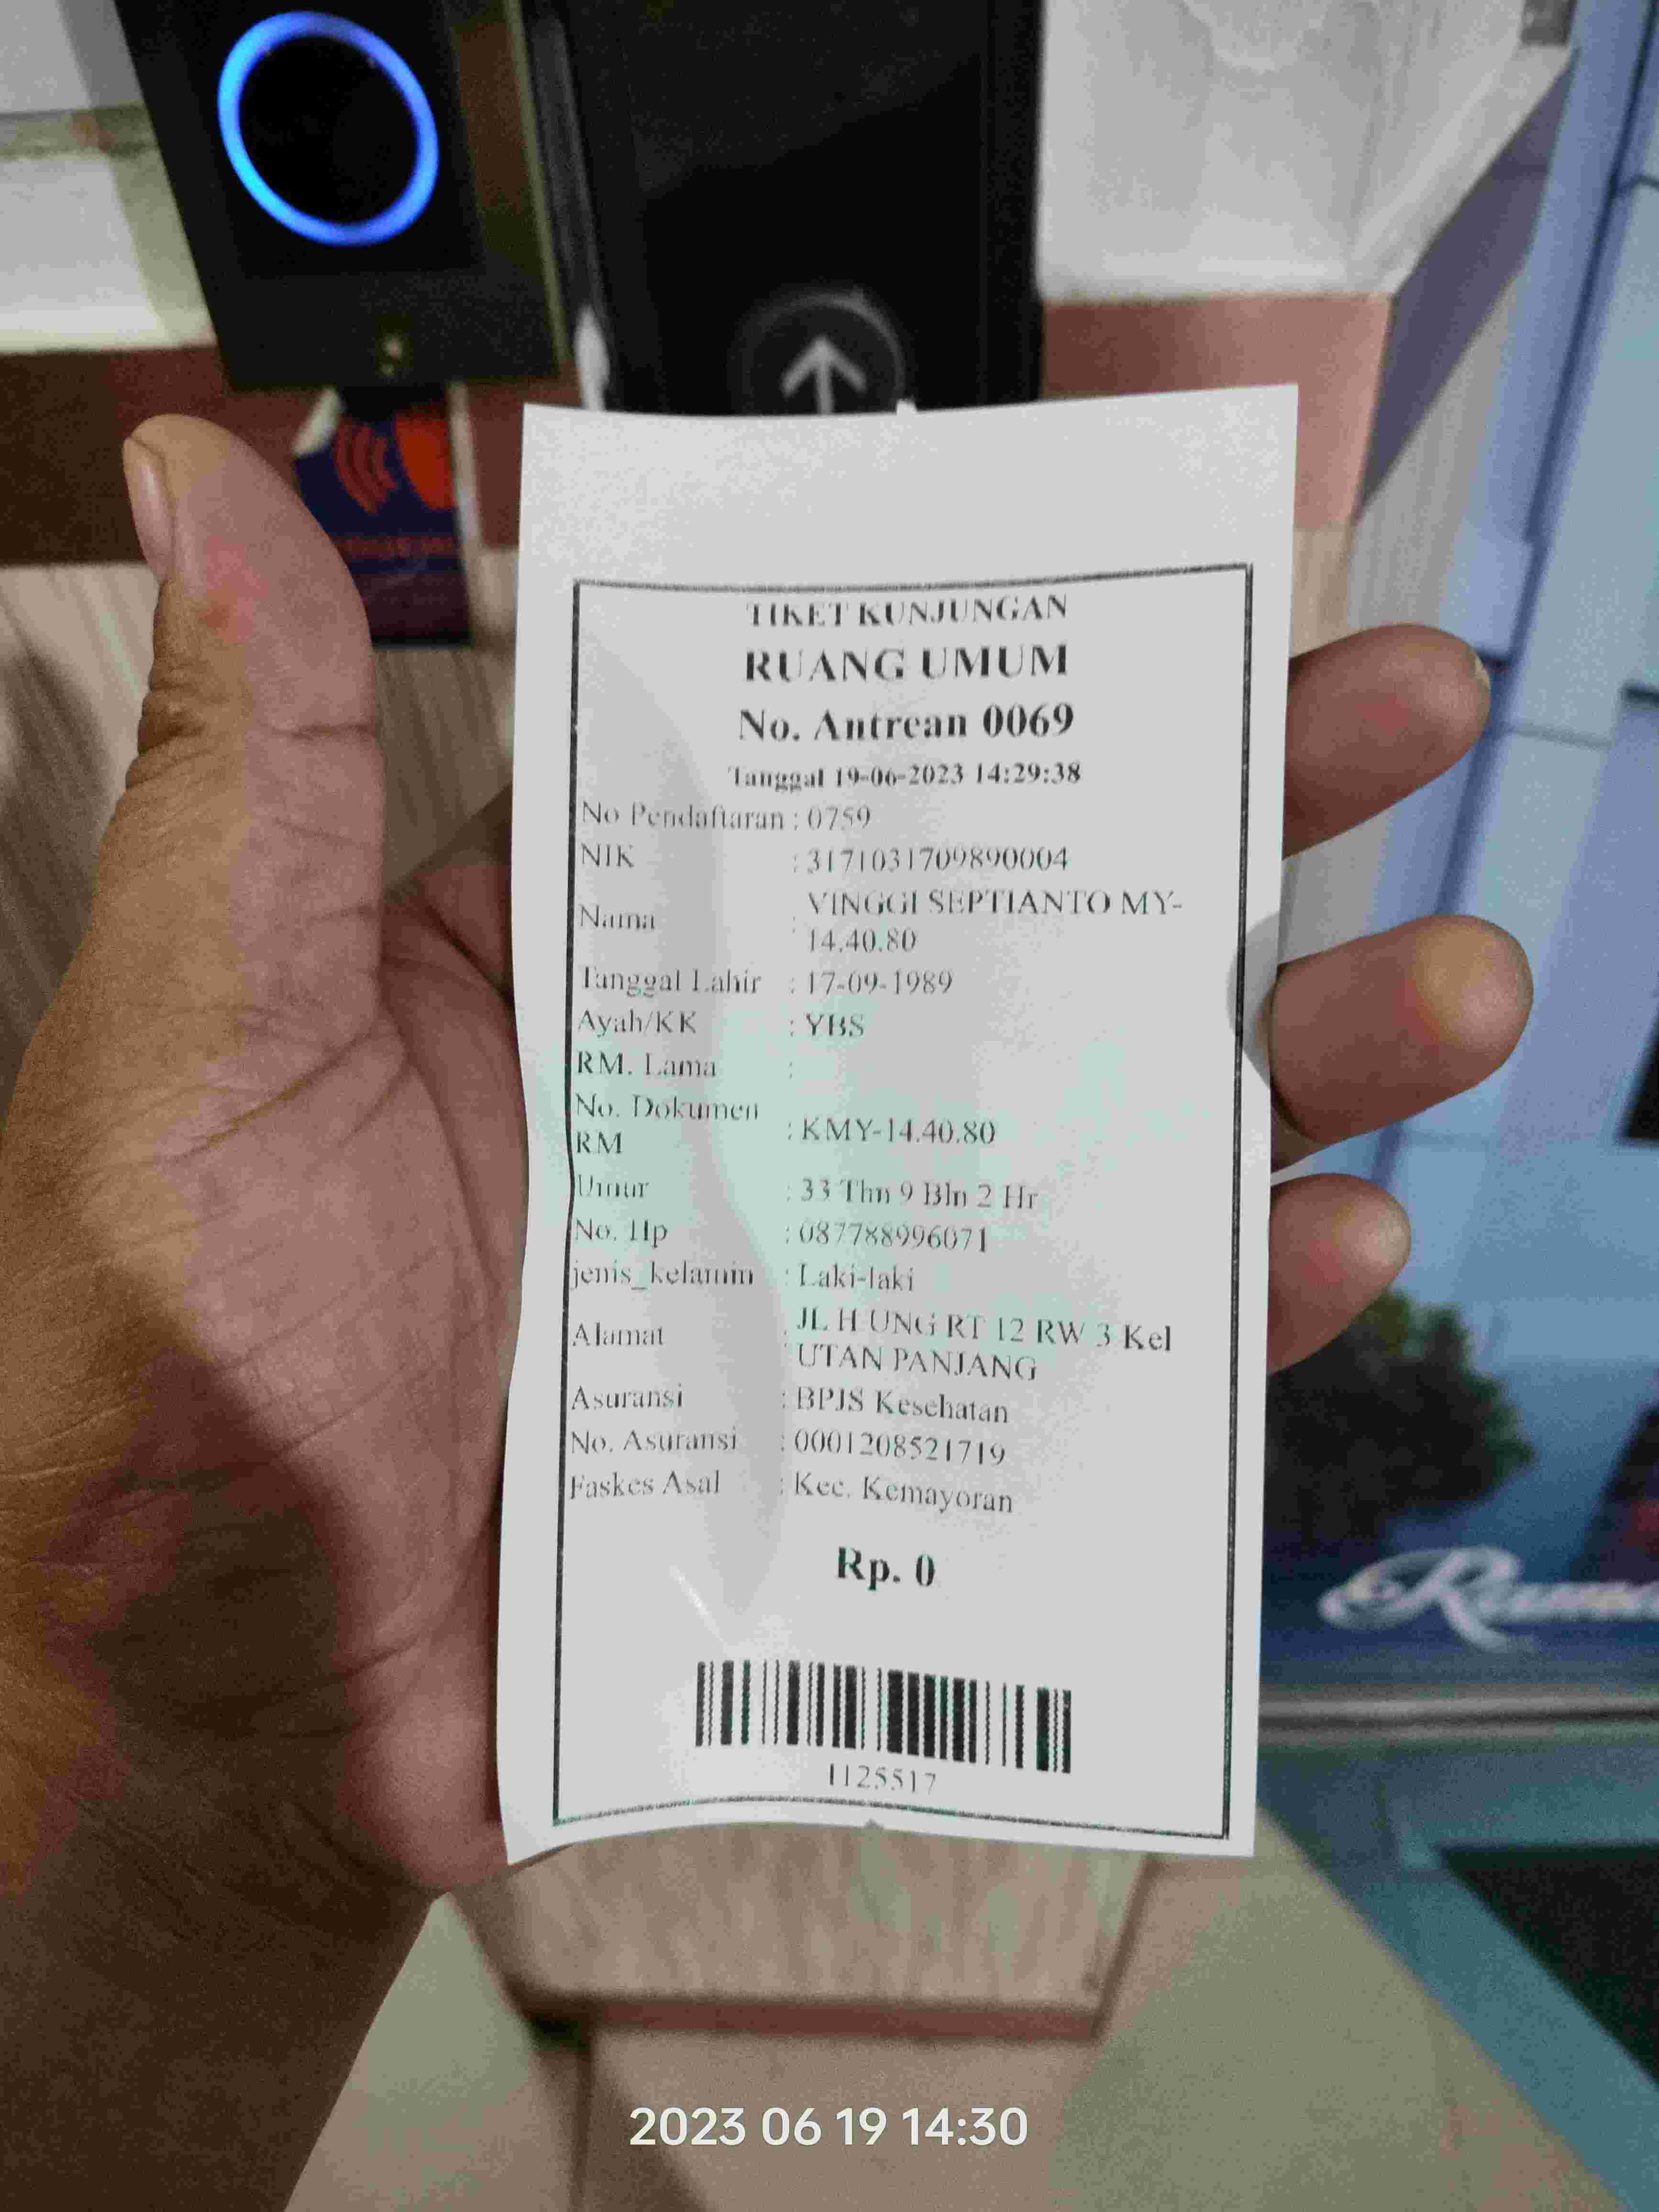 TIKET KUNJUNGAN
RUANG UMUM
No. Antrean 0069
Tanggal 19-06-2023 14:29:38
No Pendaftaran : 0759
NIK : 3171031709890004
Nama : VINGGI SEPTIANTO MY-
14.40.80
Tanggal Lahir : 17-09-1989
Ayah/KK : YBS
RM. Lama :
No. Dokumen
RM : KMY-14.40.80
Umur : 33 Thn 9 Bln 2 Hr
No. Hp : 087788996071
jenis_kelamin : Laki-laki
Alamat : JL H UNG RT 12 RW 3 Kel
UTAN PANJANG
Asuransi : BPJS Kesehatan
No. Asuransi : 0001208521719
Faskes Asal : Kec. Kemayoran
Rp. 0
1125517
2023 06 19 14:30